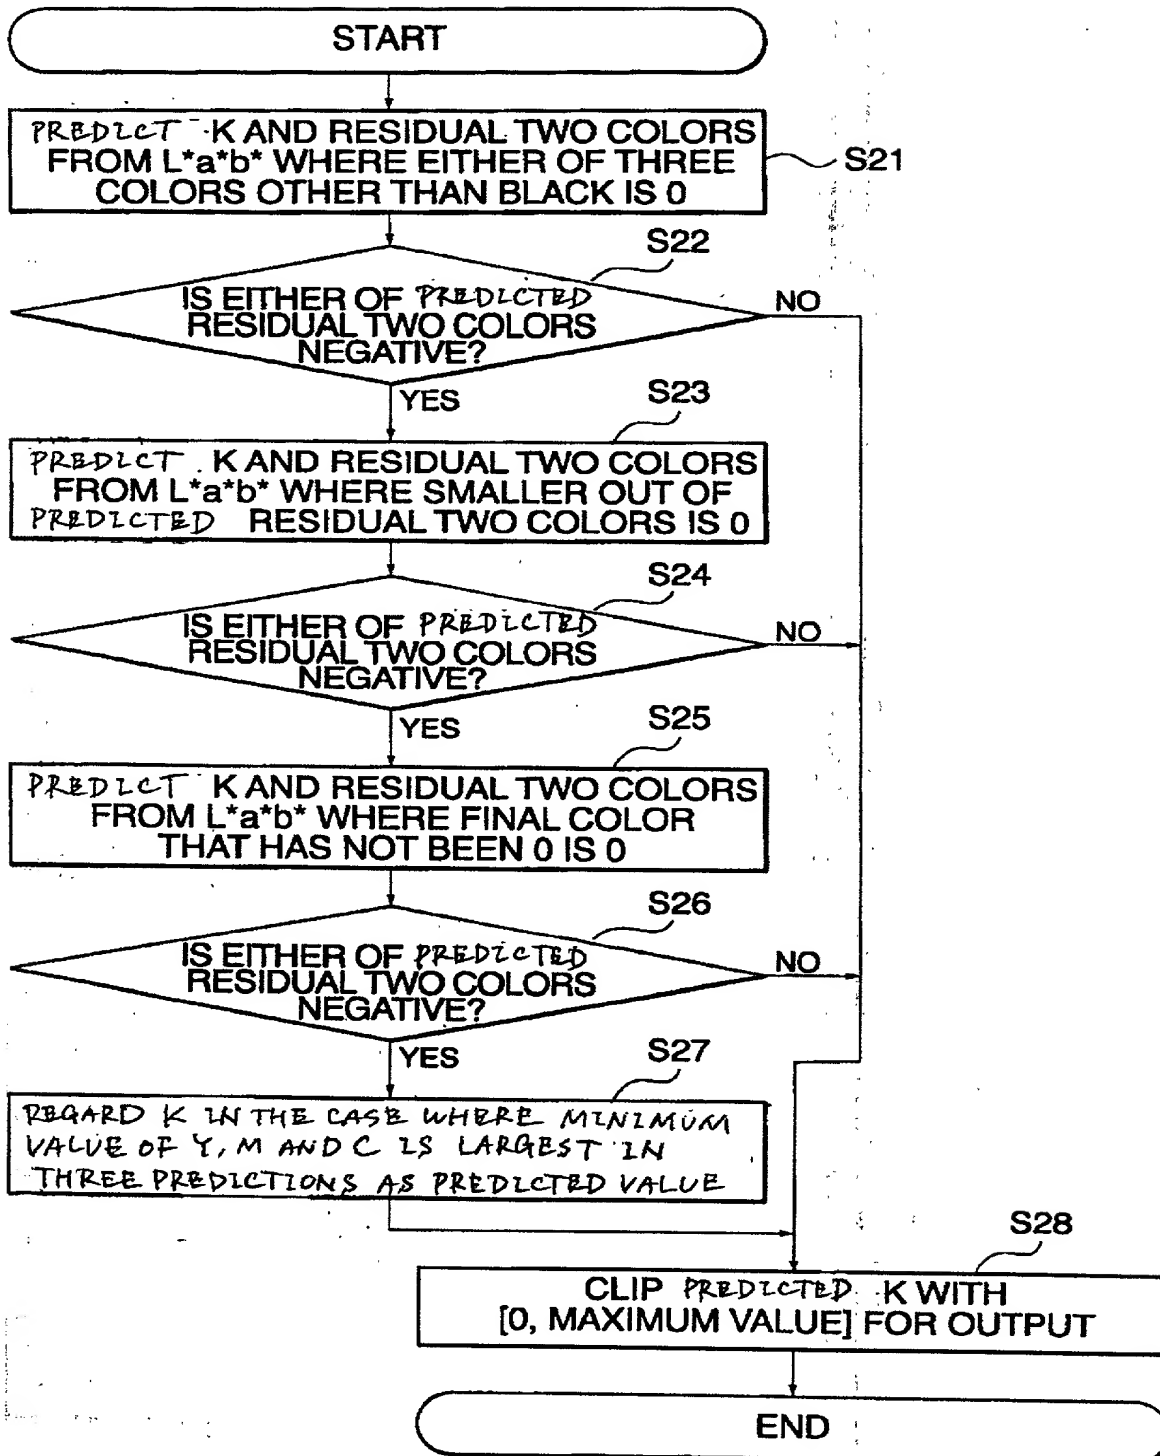 START
PREDICT K AND RESIDUAL TWO COLORS
FROM L*a*b* WHERE EITHER OF THREE
COLORS OTHER THAN BLACK IS 0
S21
S22
IS EITHER OF PREDICTED
RESIDUAL TWO COLORS
NEGATIVE?
NO
YES
S23
PREDICT K AND RESIDUAL TWO COLORS
FROM L*a*b* WHERE SMALLER OUT OF
PREDICTED RESIDUAL TWO COLORS IS 0
S24
IS EITHER OF PREDICTED
RESIDUAL TWO COLORS
NEGATIVE?
NO
YES
S25
PREDICT K AND RESIDUAL TWO COLORS
FROM L*a*b* WHERE FINAL COLOR
THAT HAS NOT BEEN 0 IS 0
S26
IS EITHER OF PREDICTED
RESIDUAL TWO COLORS
NEGATIVE?
NO
YES
S27
REGARD K IN THE CASE WHERE MINIMUM
VALUE OF Y, M AND C IS LARGEST IN
THREE PREDICTIONS AS PREDICTED VALUE
S28
CLIP PREDICTED K WITH
[0, MAXIMUM VALUE] FOR OUTPUT
END